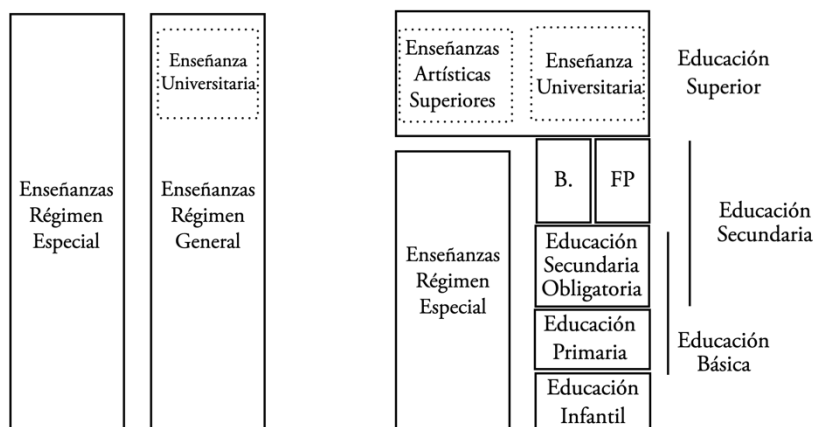 Enseñanzas
Régimen
Especial
Enseñanza
Universitaria
Enseñanzas
Régimen
General
Enseñanzas
Artísticas
Superiores
Enseñanza
Universitaria
Educación
Superior
Enseñanzas
Régimen
Especial
B.
FP
Educación
Secundaria
Obligatoria
Educación
Primaria
Educación
Infantil
Educación
Secundaria
Educación
Básica